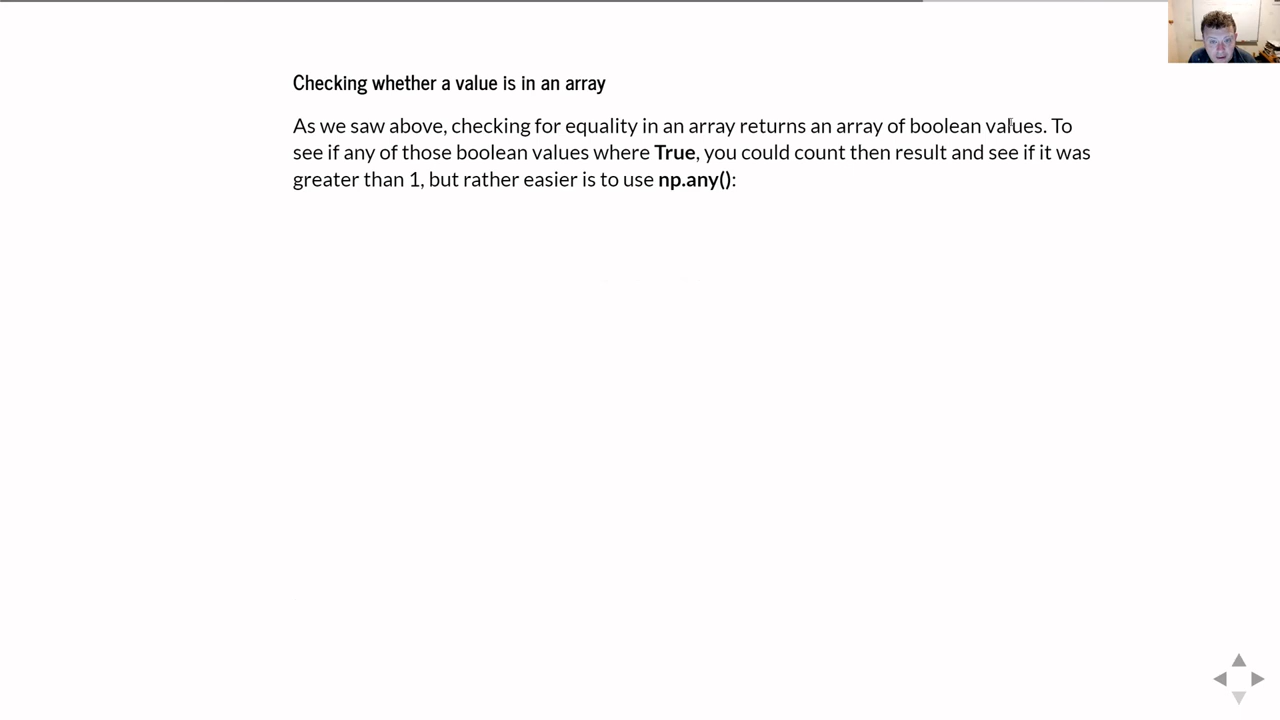 Checking whether a value is in an array
As we saw above, checking for equality in an array returns an array of boolean values. To
see if any of those boolean values where True, you could count then result and see if it was
greater than 1, but rather easier is to use np.any():